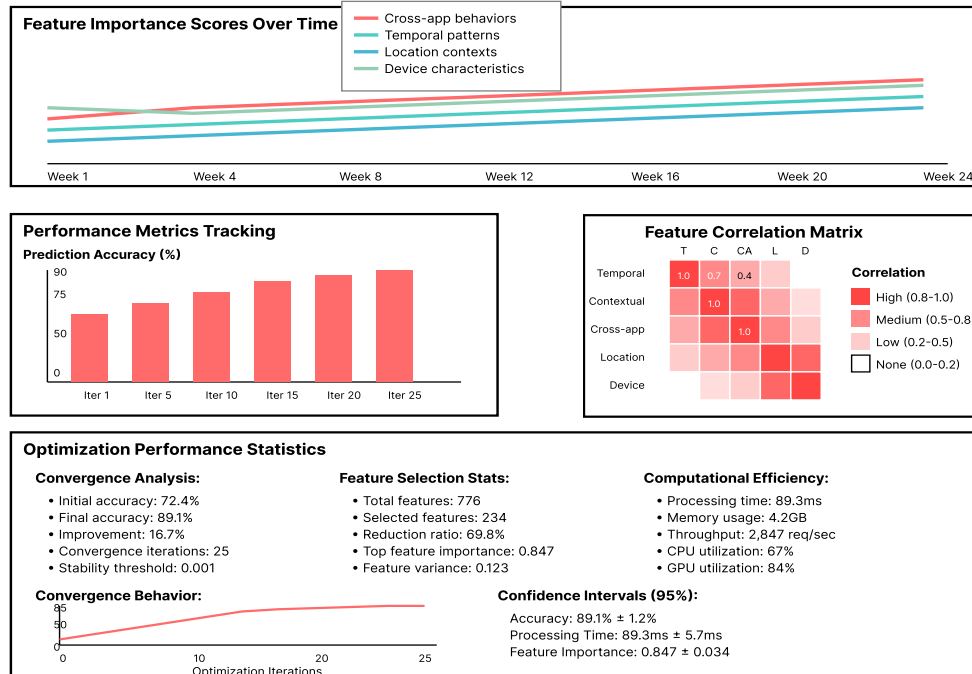 Feature Importance Scores Over Time
Cross-app behaviors
Temporal patterns
Location contexts
Device characteristics
Week 1 Week 4 Week 8 Week 12 Week 16 Week 20 Week 24
Performance Metrics Tracking
Prediction Accuracy (%)
90
75
50
0
Iter 1 Iter 5 Iter 10 Iter 15 Iter 20 Iter 25
Feature Correlation Matrix
T C CA L D
Temporal 1.0 0.7 0.4
Contextual 1.0
Cross-app 1.0
Location
Device
Correlation
High (0.8-1.0)
Medium (0.5-0.8
Low (0.2-0.5)
None (0.0-0.2)
Optimization Performance Statistics
Convergence Analysis:
• Initial accuracy: 72.4%
• Final accuracy: 89.1%
• Improvement: 16.7%
• Convergence iterations: 25
• Stability threshold: 0.001
Feature Selection Stats:
• Total features: 776
• Selected features: 234
• Reduction ratio: 69.8%
• Top feature importance: 0.847
• Feature variance: 0.123
Computational Efficiency:
• Processing time: 89.3ms
• Memory usage: 4.2GB
• Throughput: 2,847 req/sec
• CPU utilization: 67%
• GPU utilization: 84%
Convergence Behavior:
85
50
0
0 10 20 25
Optimization Iterations
Confidence Intervals (95%):
Accuracy: 89.1% ± 1.2%
Processing Time: 89.3ms ± 5.7ms
Feature Importance: 0.847 ± 0.034